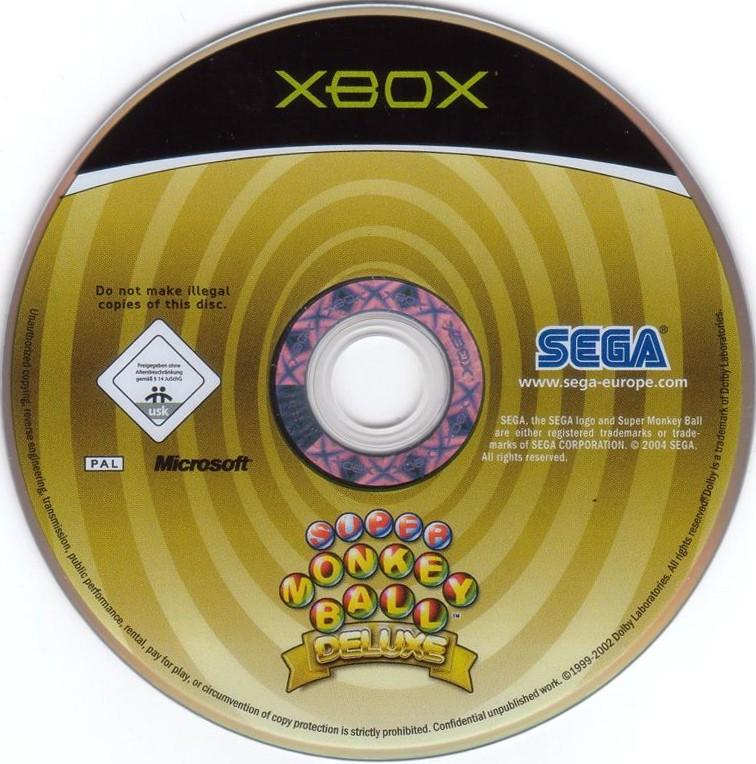 XBOX
Do not make illegal
copies of this disc.
Freigegeben ohne
Altersbeschränkung
gemäß § 14 JuSchG
usk
PAL
Microsoft
XBOX
SEGA®
www.sega-europe.com
SEGA, the SEGA logo and Super Monkey Ball
are either registered trademarks or trade-
marks of SEGA CORPORATION. © 2004 SEGA.
All rights reserved.
SUPER
MONKEY
BALL™
DELUXE
Unauthorized copying, reverse engineering, transmission, public performance, rental, pay for play, or circumvention of copy protection is strictly prohibited. Confidential unpublished work. ©1999-2002 Dolby Laboratories. All rights reserved. Dolby is a trademark of Dolby Laboratories.